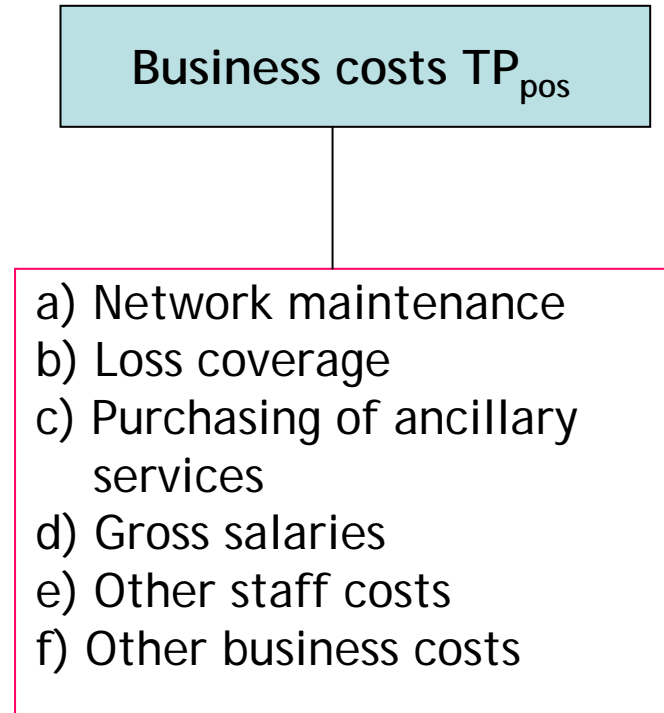 Business costs TPpos
a) Network maintenance
b) Loss coverage
c) Purchasing of ancillary
services
d) Gross salaries
e) Other staff costs
f) Other business costs